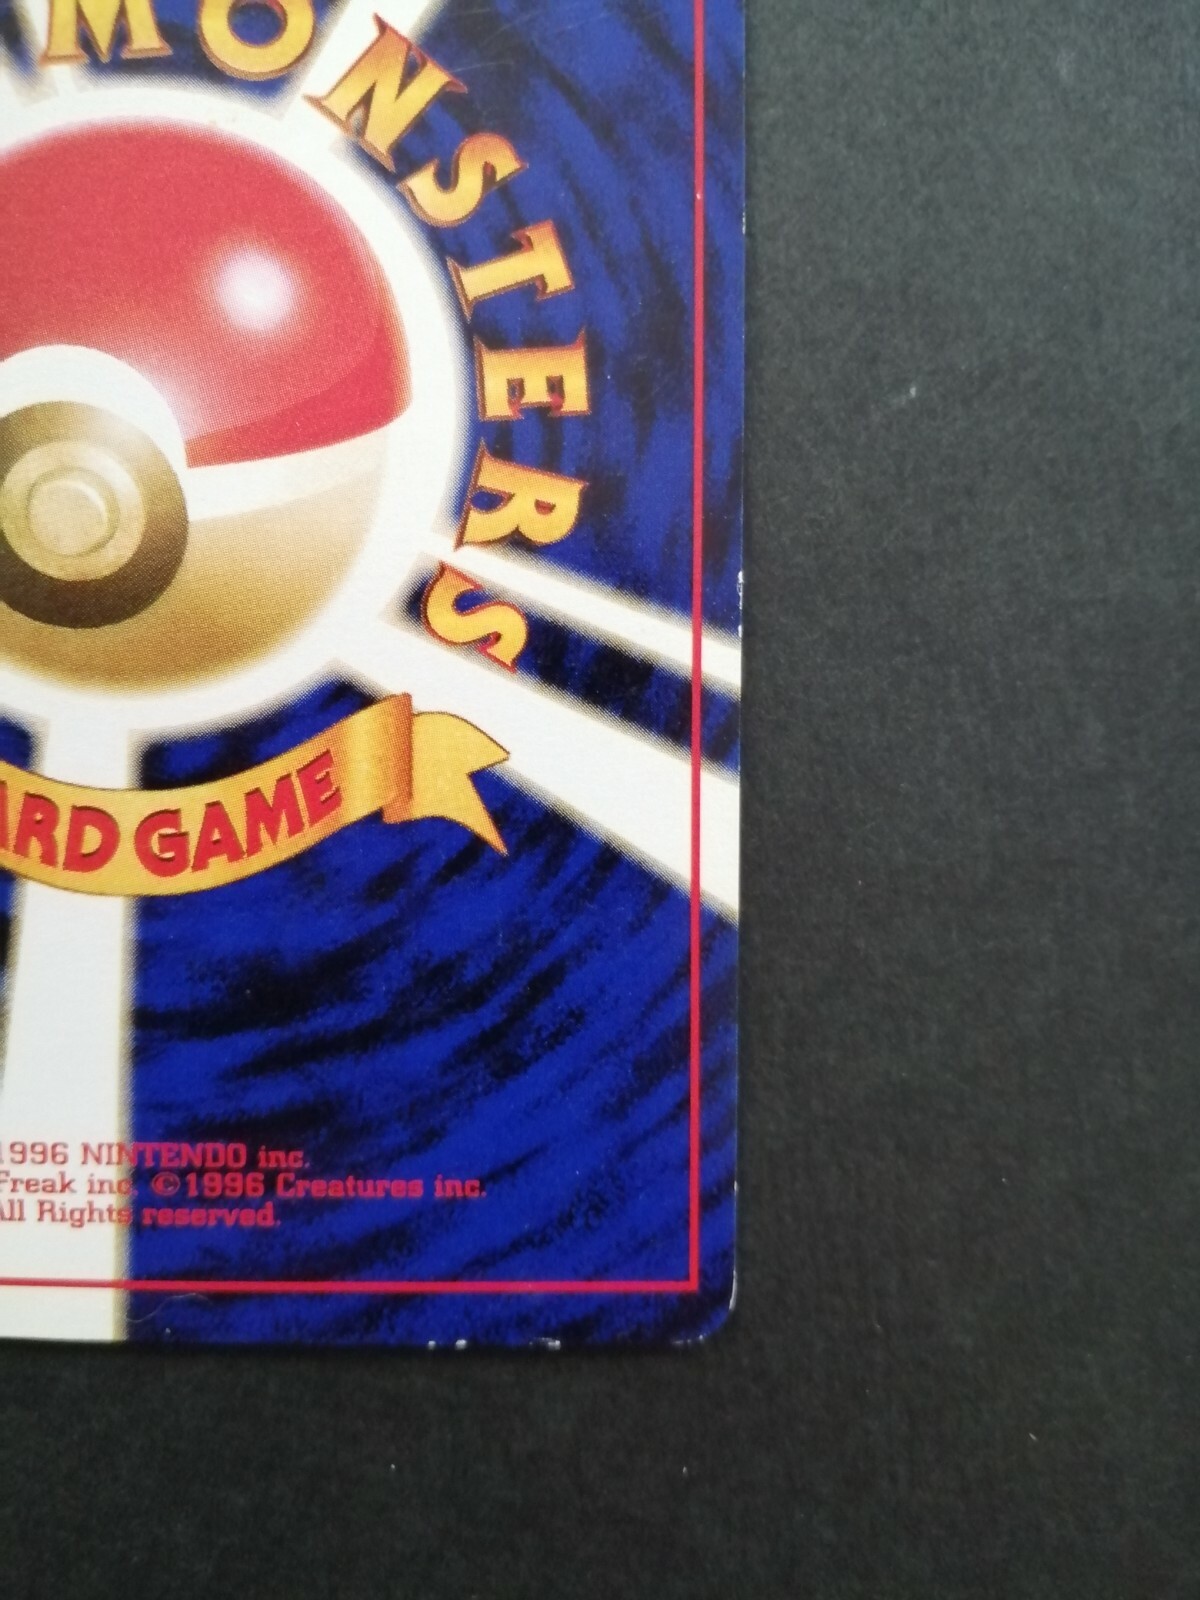 MONSTERS
ARD GAME
1996 NINTENDO inc.
Freak inc. ©1996 Creatures inc.
All Rights reserved.